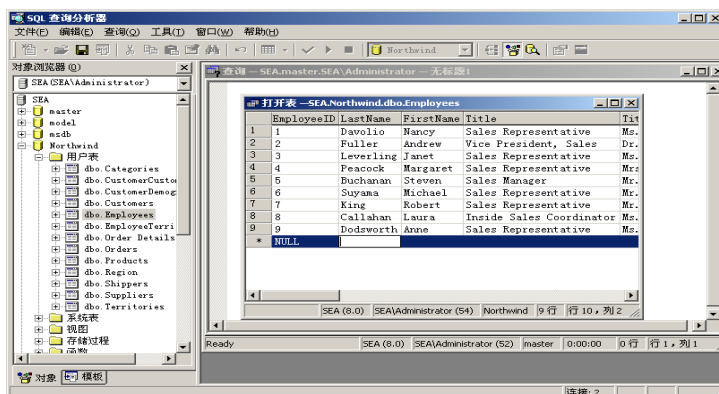 SQL 查询分析器
文件(F) 编辑(E) 查询(Q) 工具(T) 窗口(W) 帮助(H)
Northwind
对象浏览器(O)
SEA(SEA\Administrator)
SEA
master
model
msdb
Northwind
用户表
dbo.Categories
dbo.CustomerCusto
dbo.CustomerDemog
dbo.Customers
dbo.Employees
dbo.EmployeeTerri
dbo.Order Details
dbo.Orders
dbo.Products
dbo.Region
dbo.Shippers
dbo.Suppliers
dbo.Territories
系统表
视图
存储过程
函数
对象 模板
查询 — SEA.master.SEA\Administrator — 无标题1
打开表 —SEA.Northwind.dbo.Employees
EmployeeID LastName FirstName Title Tit
1 1 Davolio Nancy Sales Representative Ms.
2 2 Fuller Andrew Vice President, Sales Dr.
3 3 Leverling Janet Sales Representative Ms.
4 4 Peacock Margaret Sales Representative Mrs
5 5 Buchanan Steven Sales Manager Mr.
6 6 Suyama Michael Sales Representative Mr.
7 7 King Robert Sales Representative Mr.
8 8 Callahan Laura Inside Sales Coordinator Ms.
9 9 Dodsworth Anne Sales Representative Ms.
* NULL
SEA (8.0) SEA\Administrator (54) Northwind 9 行 行 10，列 2
Ready SEA (8.0) SEA\Administrator (52) master 0:00:00 0 行 行 1，列 1
连接: 2